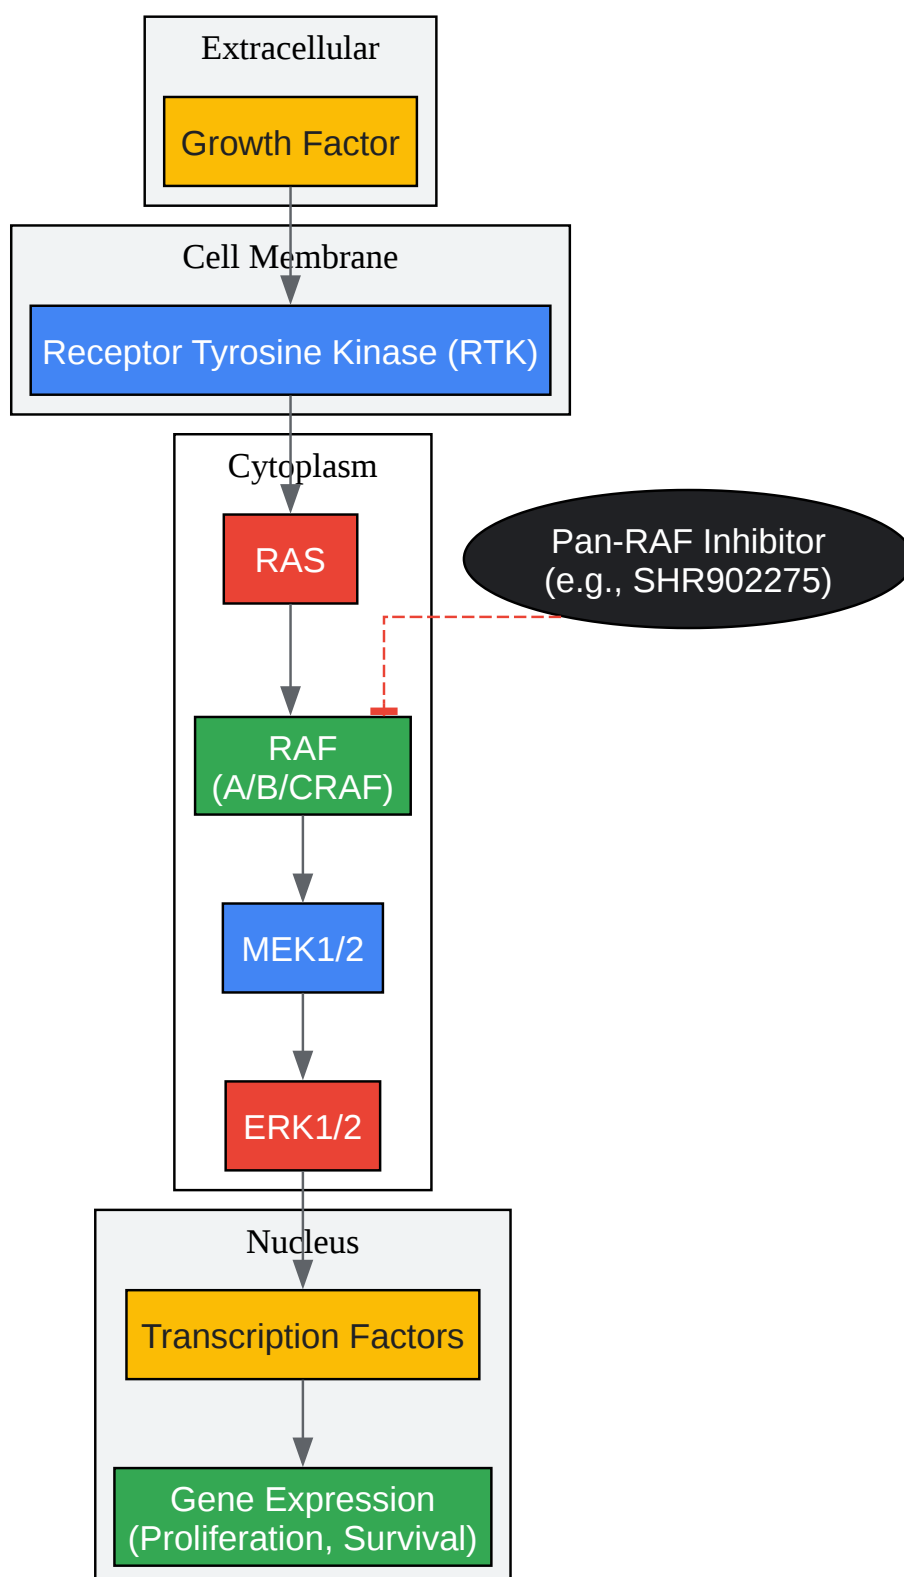 Extracellular
Growth Factor
Cell Membrane
Receptor Tyrosine Kinase (RTK)
Cytoplasm
RAS
Pan-RAF Inhibitor
(e.g., SHR902275)
RAF
(A/B/CRAF)
MEK1/2
ERK1/2
Nucleus
Transcription Factors
Gene Expression
(Proliferation, Survival)